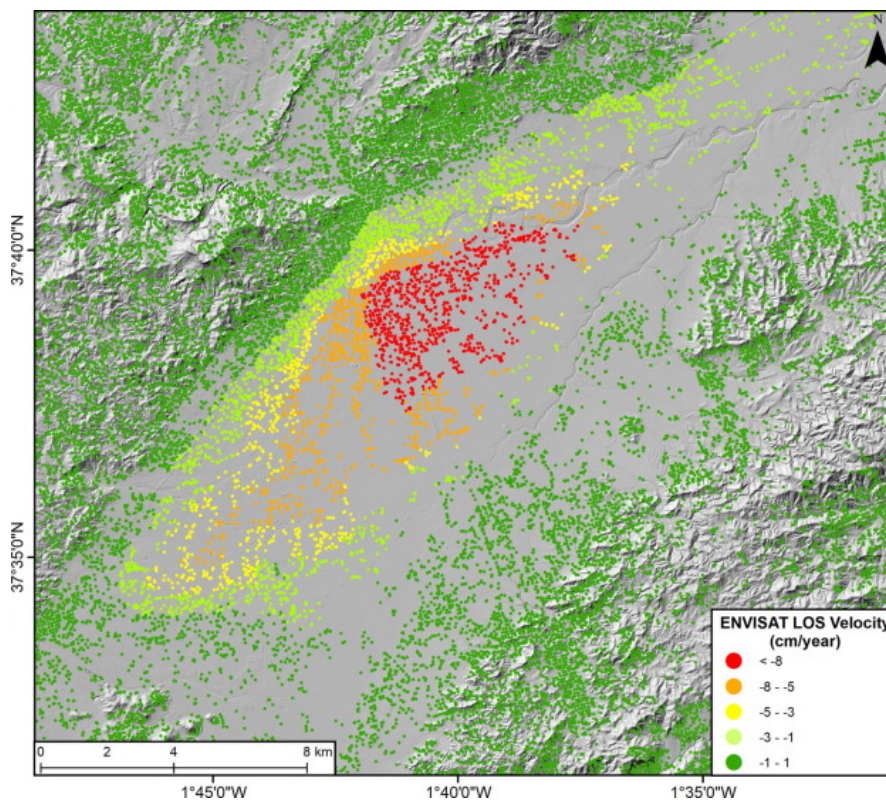 N
37°40'0"N
37°35'0"N
ENVISAT LOS Velocity
(cm/year)
< -8
-8 - -5
-5 - -3
-3 - -1
-1 - 1
0 2 4 8 km
1°45'0"W 1°40'0"W 1°35'0"W